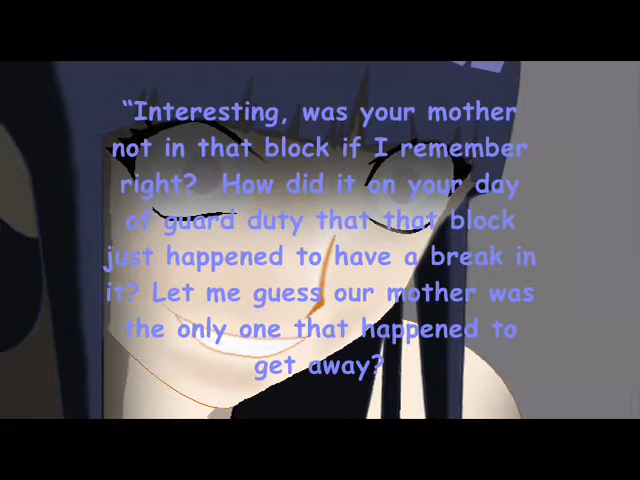 “Interesting, was your mother
not in that block if I remember
right?  How did it on your day
of guard duty that that block
just happened to have a break in
it? Let me guess our mother was
the only one that happened to
get away?